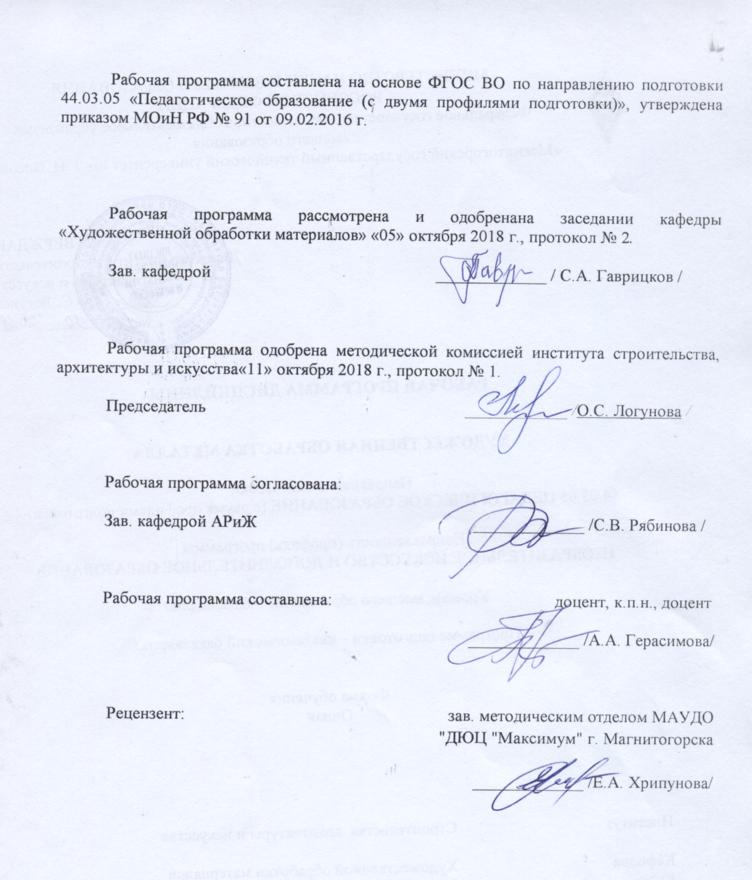 Рабочая программа составлена на основе ФГОС ВО по направлению подготовки
44.03.05 «Педагогическое образование (с двумя профилями подготовки)», утверждена
приказом МОиН РФ № 91 от 09.02.2016 г.
Рабочая программа рассмотрена и одобренана заседании кафедры
«Художественной обработки материалов» «05» октября 2018 г., протокол № 2.
Зав. кафедрой / С.А. Гаврицков /
Рабочая программа одобрена методической комиссией института строительства,
архитектуры и искусства«11» октября 2018 г., протокол № 1.
Председатель /О.С. Логунова /
Рабочая программа согласована:
Зав. кафедрой АРиЖ /С.В. Рябинова /
Рабочая программа составлена: доцент, к.п.н., доцент
/А.А. Герасимова/
Рецензент: зав. методическим отделом МАУДО
"ДЮЦ "Максимум" г. Магнитогорска
/Е.А. Хрипунова/